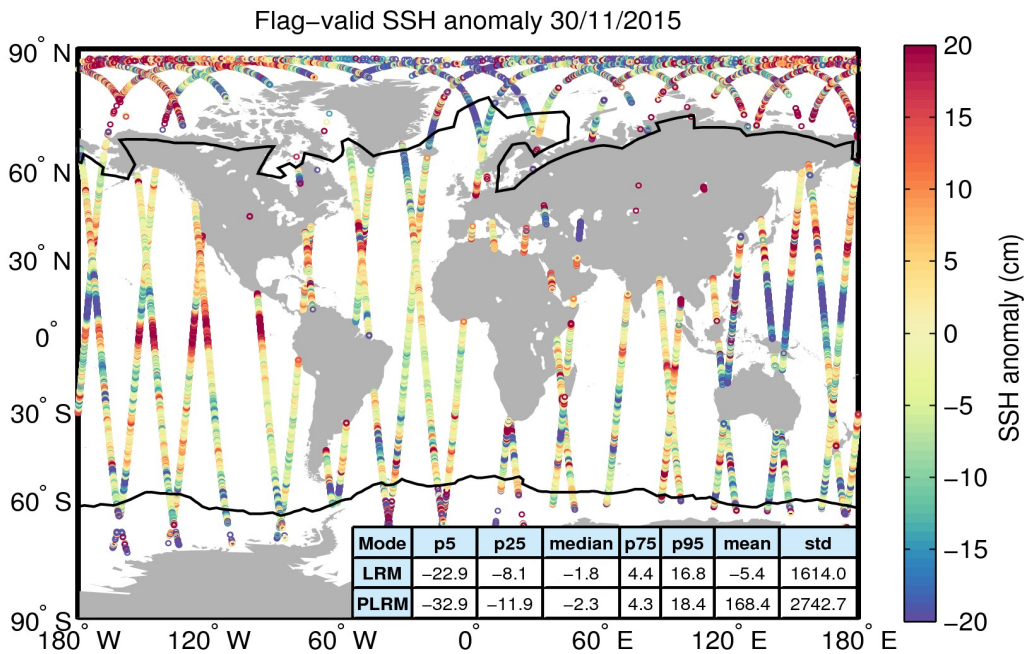 Flag−valid SSH anomaly 30/11/2015
90° N
60° N
30° N
0°
30° S
60° S
90° S
180° W 120° W 60° W 0° 60° E 120° E 180° E
Mode p5 p25 median p75 p95 mean std
LRM −22.9 −8.1 −1.8 4.4 16.8 −5.4 1614.0
PLRM −32.9 −11.9 −2.3 4.3 18.4 168.4 2742.7
20
15
10
5
0
−5
−10
−15
−20
SSH anomaly (cm)